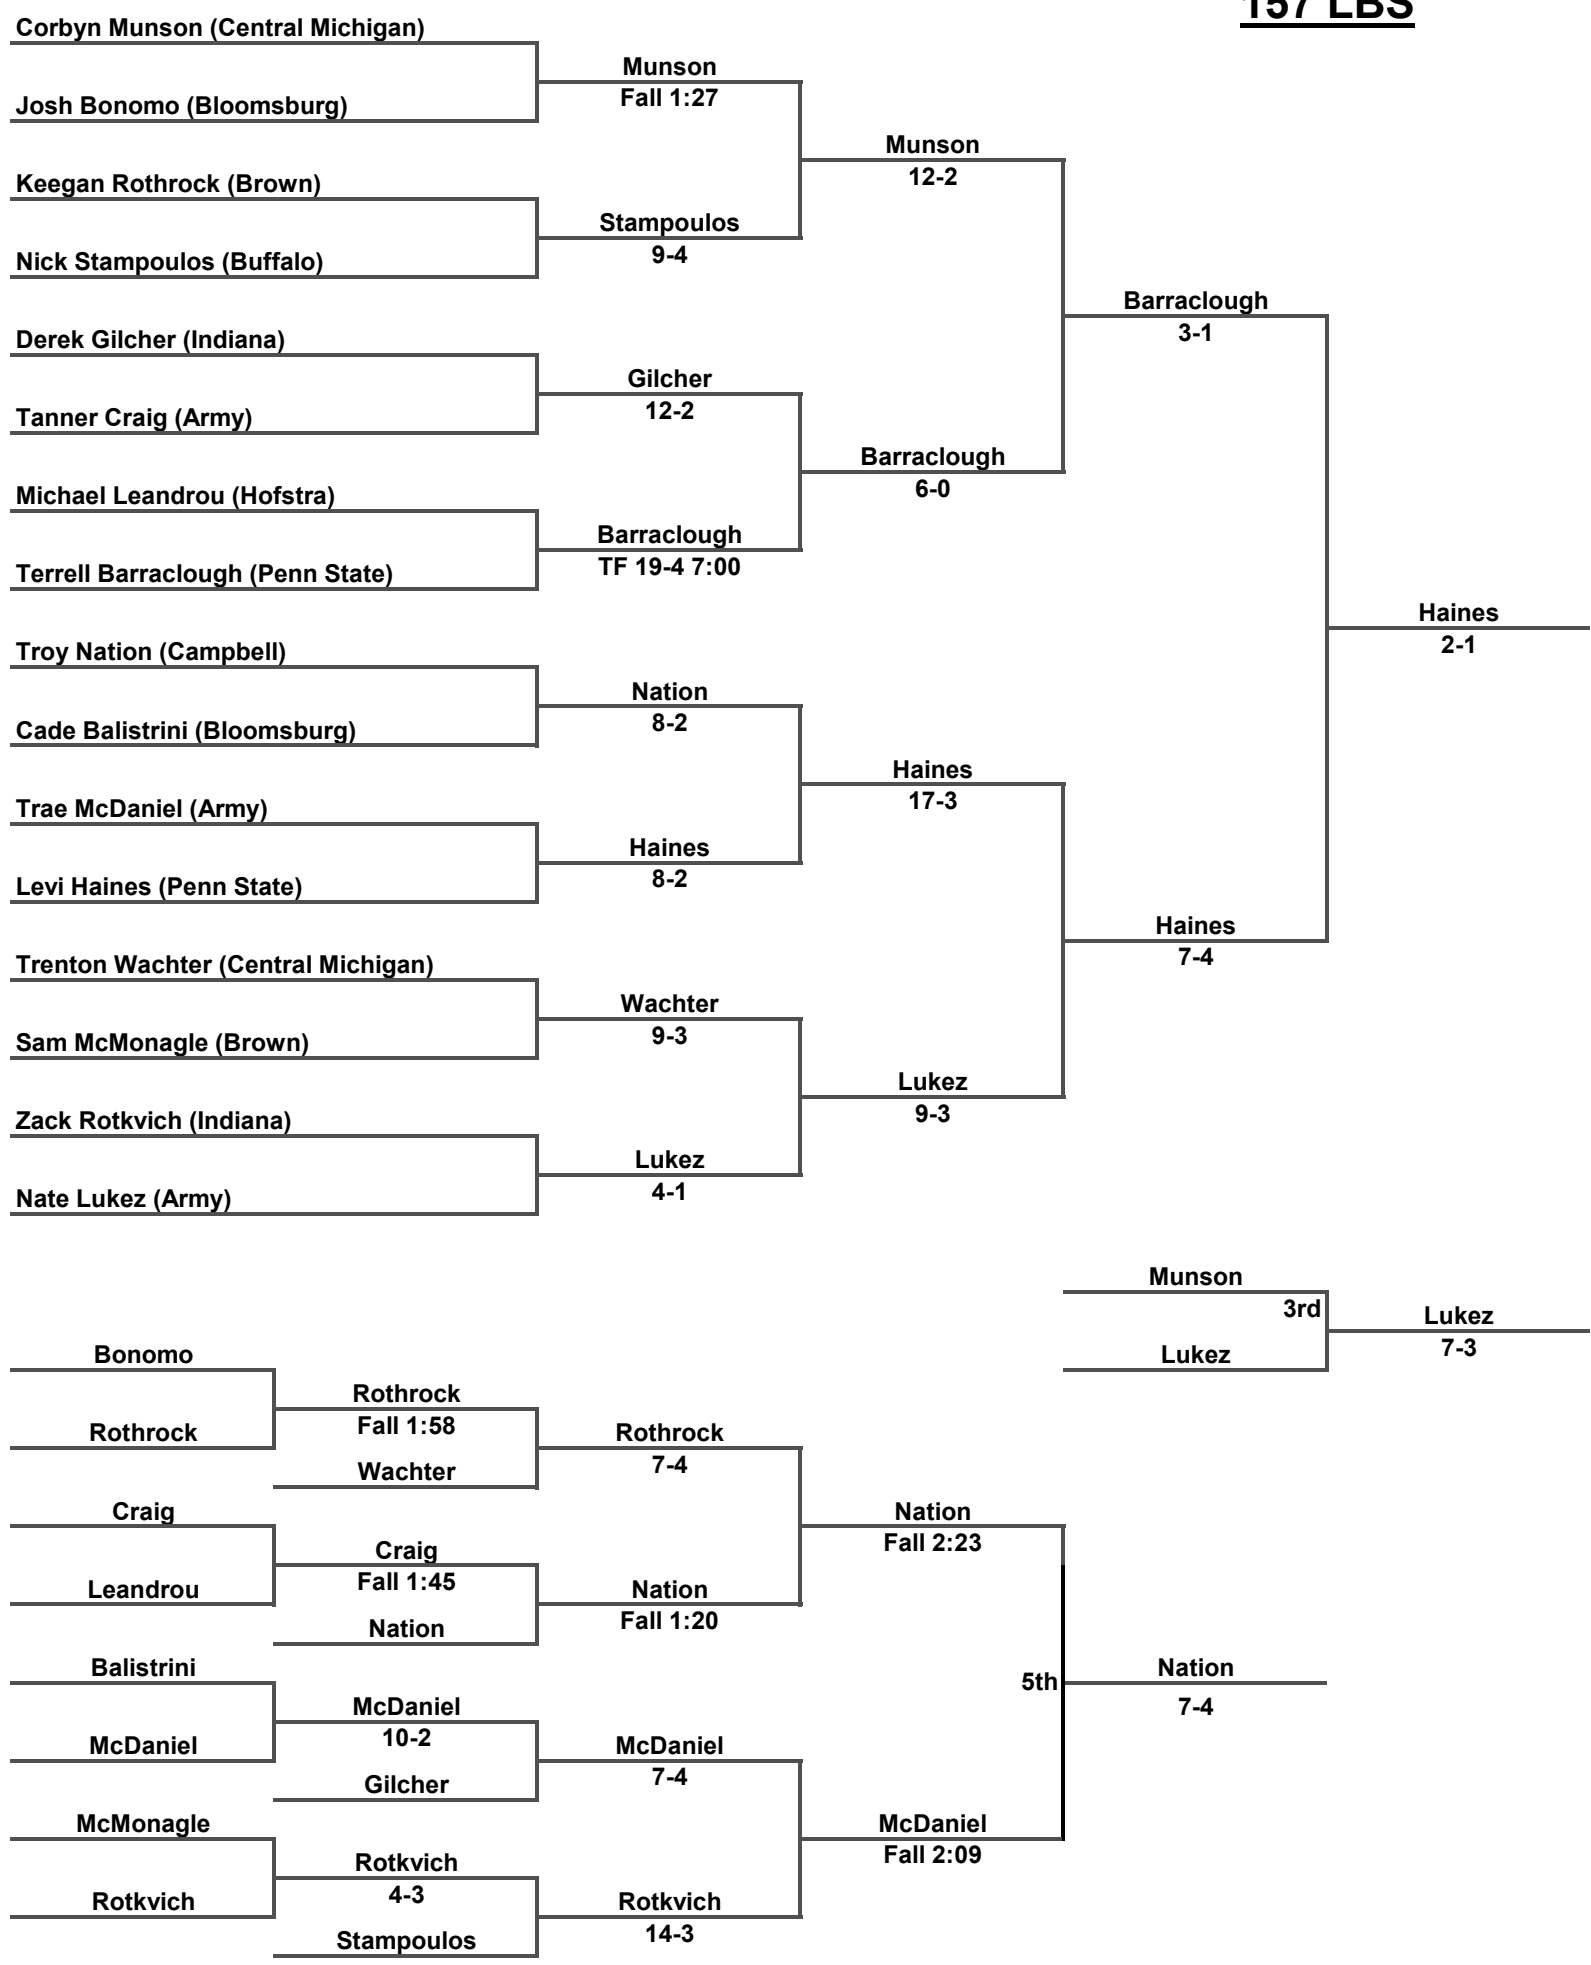 157 LBS
Corbyn Munson (Central Michigan)
Munson
Josh Bonomo (Bloomsburg)
Fall 1:27
Munson
Keegan Rothrock (Brown)
12-2
Stampoulos
Nick Stampoulos (Buffalo)
9-4
Barraclough
Derek Gilcher (Indiana)
3-1
Gilcher
Tanner Craig (Army)
12-2
Barraclough
Michael Leandrou (Hofstra)
6-0
Barraclough
Terrell Barraclough (Penn State)
TF 19-4 7:00
Haines
2-1
Troy Nation (Campbell)
Nation
Cade Balistrini (Bloomsburg)
8-2
Haines
Trae McDaniel (Army)
17-3
Haines
Levi Haines (Penn State)
8-2
Haines
Trenton Wachter (Central Michigan)
7-4
Wachter
Sam McMonagle (Brown)
9-3
Lukez
Zack Rotkvich (Indiana)
9-3
Lukez
Nate Lukez (Army)
4-1
Munson
3rd
Lukez
Lukez
7-3
Bonomo
Rothrock
Rothrock
Fall 1:58
Rothrock
Wachter
7-4
Craig
Nation
Craig
Fall 2:23
Leandrou
Fall 1:45
Nation
Nation
Fall 1:20
Balistrini
5th
Nation
McDaniel
7-4
McDaniel
10-2
McDaniel
Gilcher
7-4
McMonagle
McDaniel
Rotkvich
Fall 2:09
Rotkvich
4-3
Rotkvich
Stampoulos
14-3